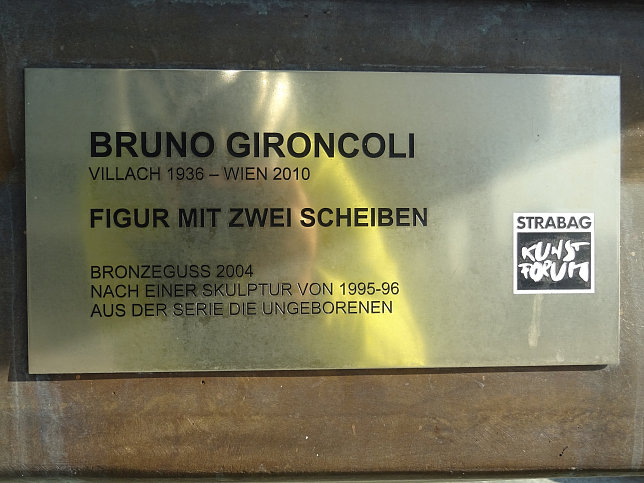 BRUNO GIRONCOLI
VILLACH 1936 – WIEN 2010
FIGUR MIT ZWEI SCHEIBEN
BRONZEGUSS 2004
NACH EINER SKULPTUR VON 1995-96
AUS DER SERIE DIE UNGEBORENEN
STRABAG
KUNST
FORUM